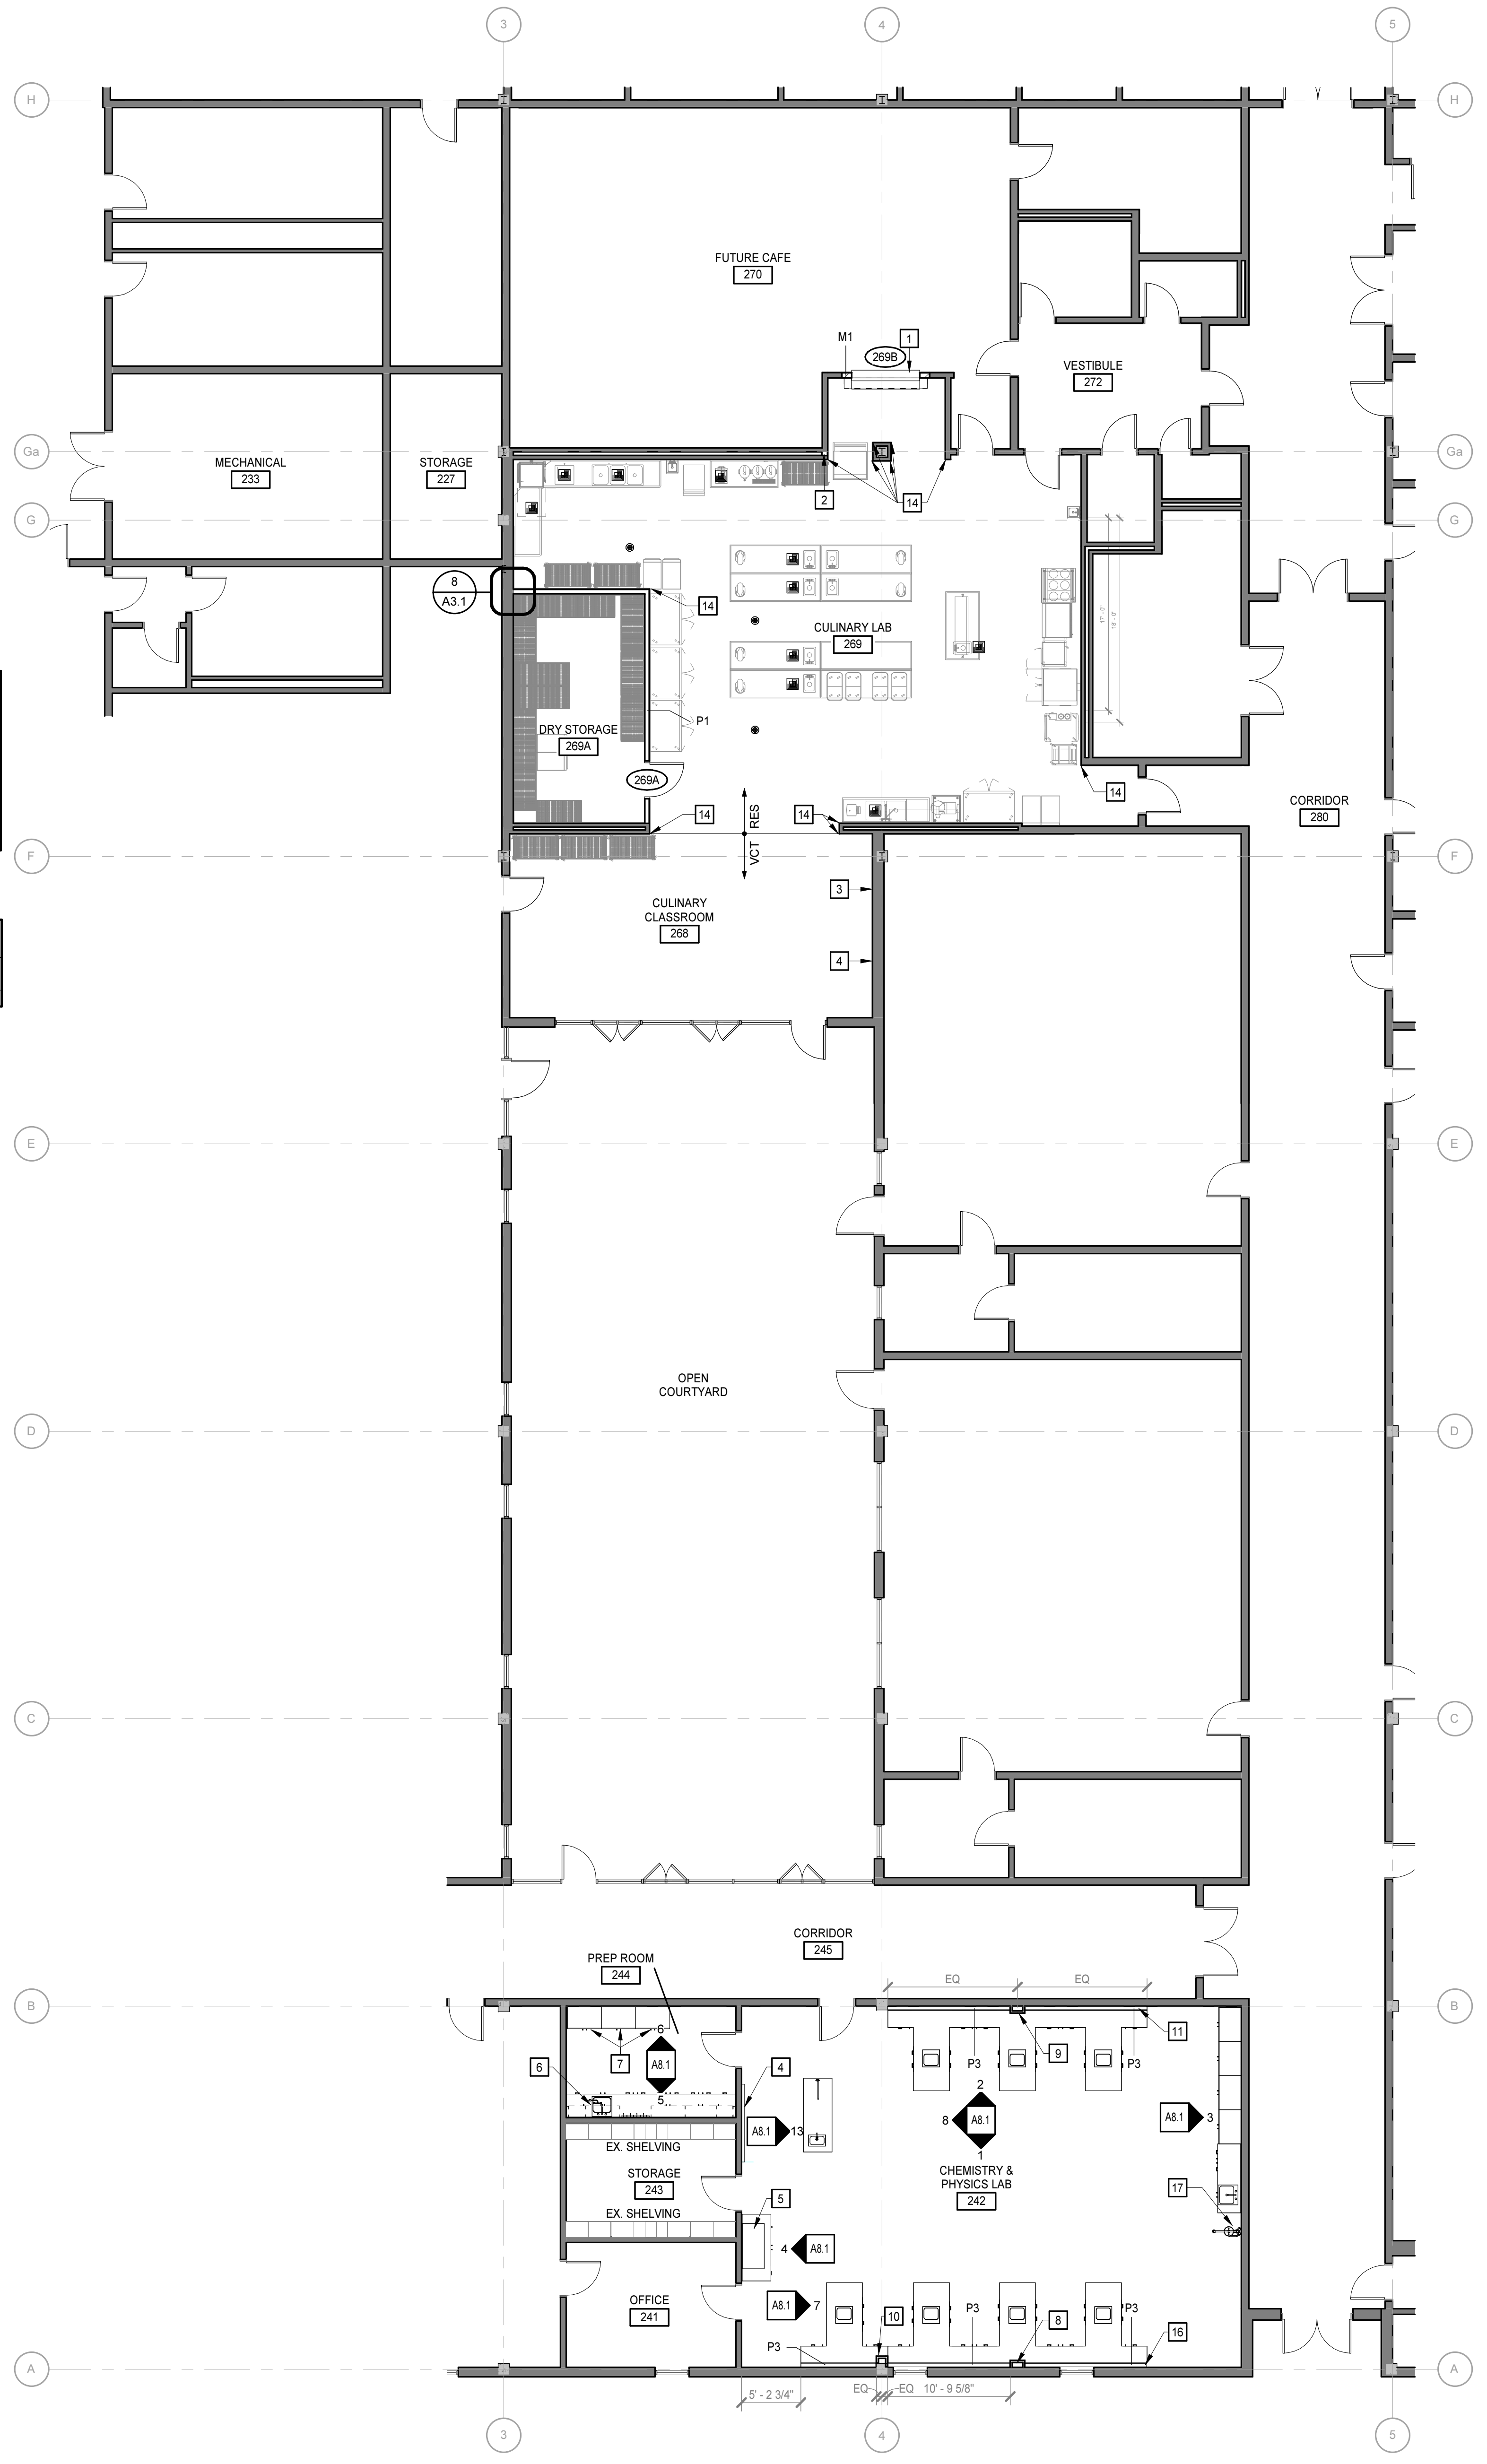 3
4
5
H
H
FUTURE CAFE
270
M1
1
269B
VESTIBULE
272
Ga
Ga
MECHANICAL
233
STORAGE
227
2
14
G
G
8
A3.1
14
17' - 0"
18' - 0"
CULINARY LAB
269
P1
DRY STORAGE
269A
269A
14
14
14
RES
VCT
CORRIDOR
280
F
F
3
CULINARY
CLASSROOM
268
4
E
E
OPEN
COURTYARD
D
D
C
C
CORRIDOR
245
PREP ROOM
244
EQ
EQ
B
B
6
7
6
A8.1
5
4
P3
9
P3
11
A8.1
13
2
8
A8.1
1
A8.1
3
EX. SHELVING
STORAGE
243
EX. SHELVING
CHEMISTRY &
PHYSICS LAB
242
5
17
4
A8.1
OFFICE
241
A8.1
7
10
P3
8
P3
16
P3
A
A
5' - 2 3/4"
EQ
EQ
10' - 9 5/8"
3
4
5